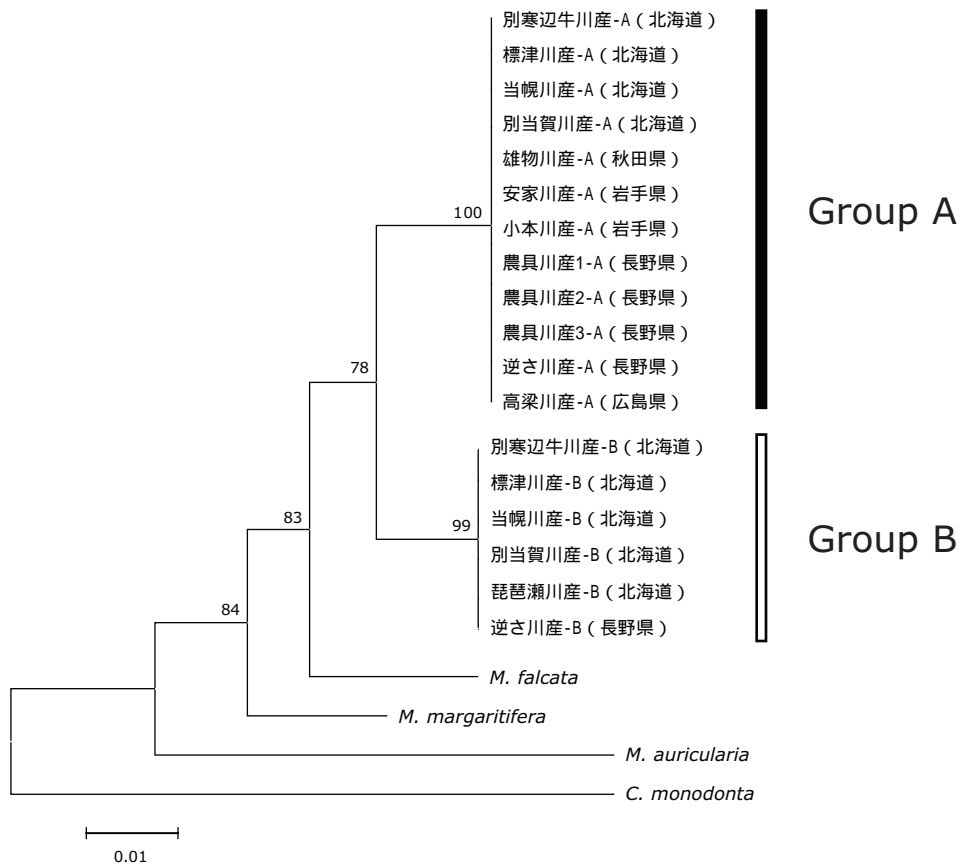 別寒辺牛川産-A（北海道）
標津川産-A（北海道）
当幌川産-A（北海道）
別当賀川産-A（北海道）
雄物川産-A（秋田県）
安家川産-A（岩手県）
小本川産-A（岩手県）
農具川産1-A（長野県）
農具川産2-A（長野県）
農具川産3-A（長野県）
逆さ川産-A（長野県）
高梁川産-A（広島県）
Group A
100
78
別寒辺牛川産-B（北海道）
標津川産-B（北海道）
当幌川産-B（北海道）
別当賀川産-B（北海道）
琵琶瀬川産-B（北海道）
逆さ川産-B（長野県）
Group B
99
83
84
M. falcata
M. margaritifera
M. auricularia
C. monodonta
0.01